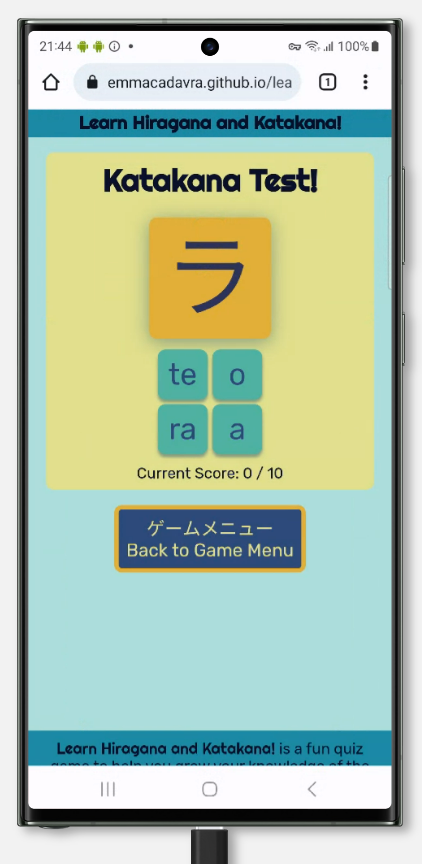 21:44
100%
emmacadavra.github.io/lea
1
Learn Hiragana and Katakana!
Katakana Test!
ラ
te o
ra a
Current Score: 0 / 10
ゲームメニュー
Back to Game Menu
Learn Hiragana and Katakana! is a fun quiz
game to help you grow your knowledge of the